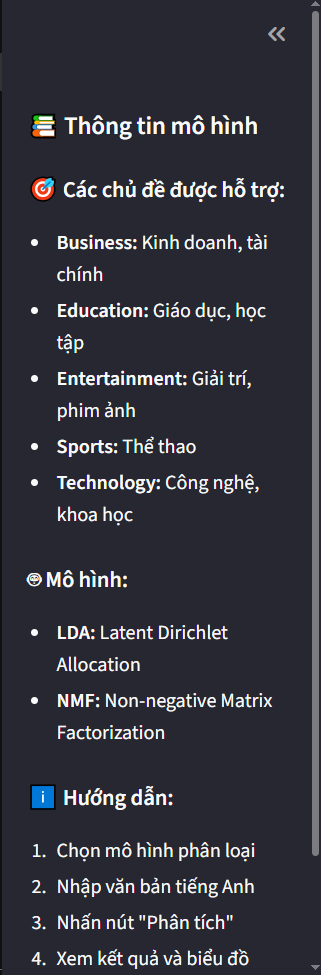 Thông tin mô hình
Các chủ đề được hỗ trợ:
Business: Kinh doanh, tài
chính
Education: Giáo dục, học
tập
Entertainment: Giải trí,
phim ảnh
Sports: Thể thao
Technology: Công nghệ,
khoa học
Mô hình:
LDA: Latent Dirichlet
Allocation
NMF: Non-negative Matrix
Factorization
Hướng dẫn:
1. Chọn mô hình phân loại
2. Nhập văn bản tiếng Anh
3. Nhấn nút "Phân tích"
4. Xem kết quả và biểu đồ